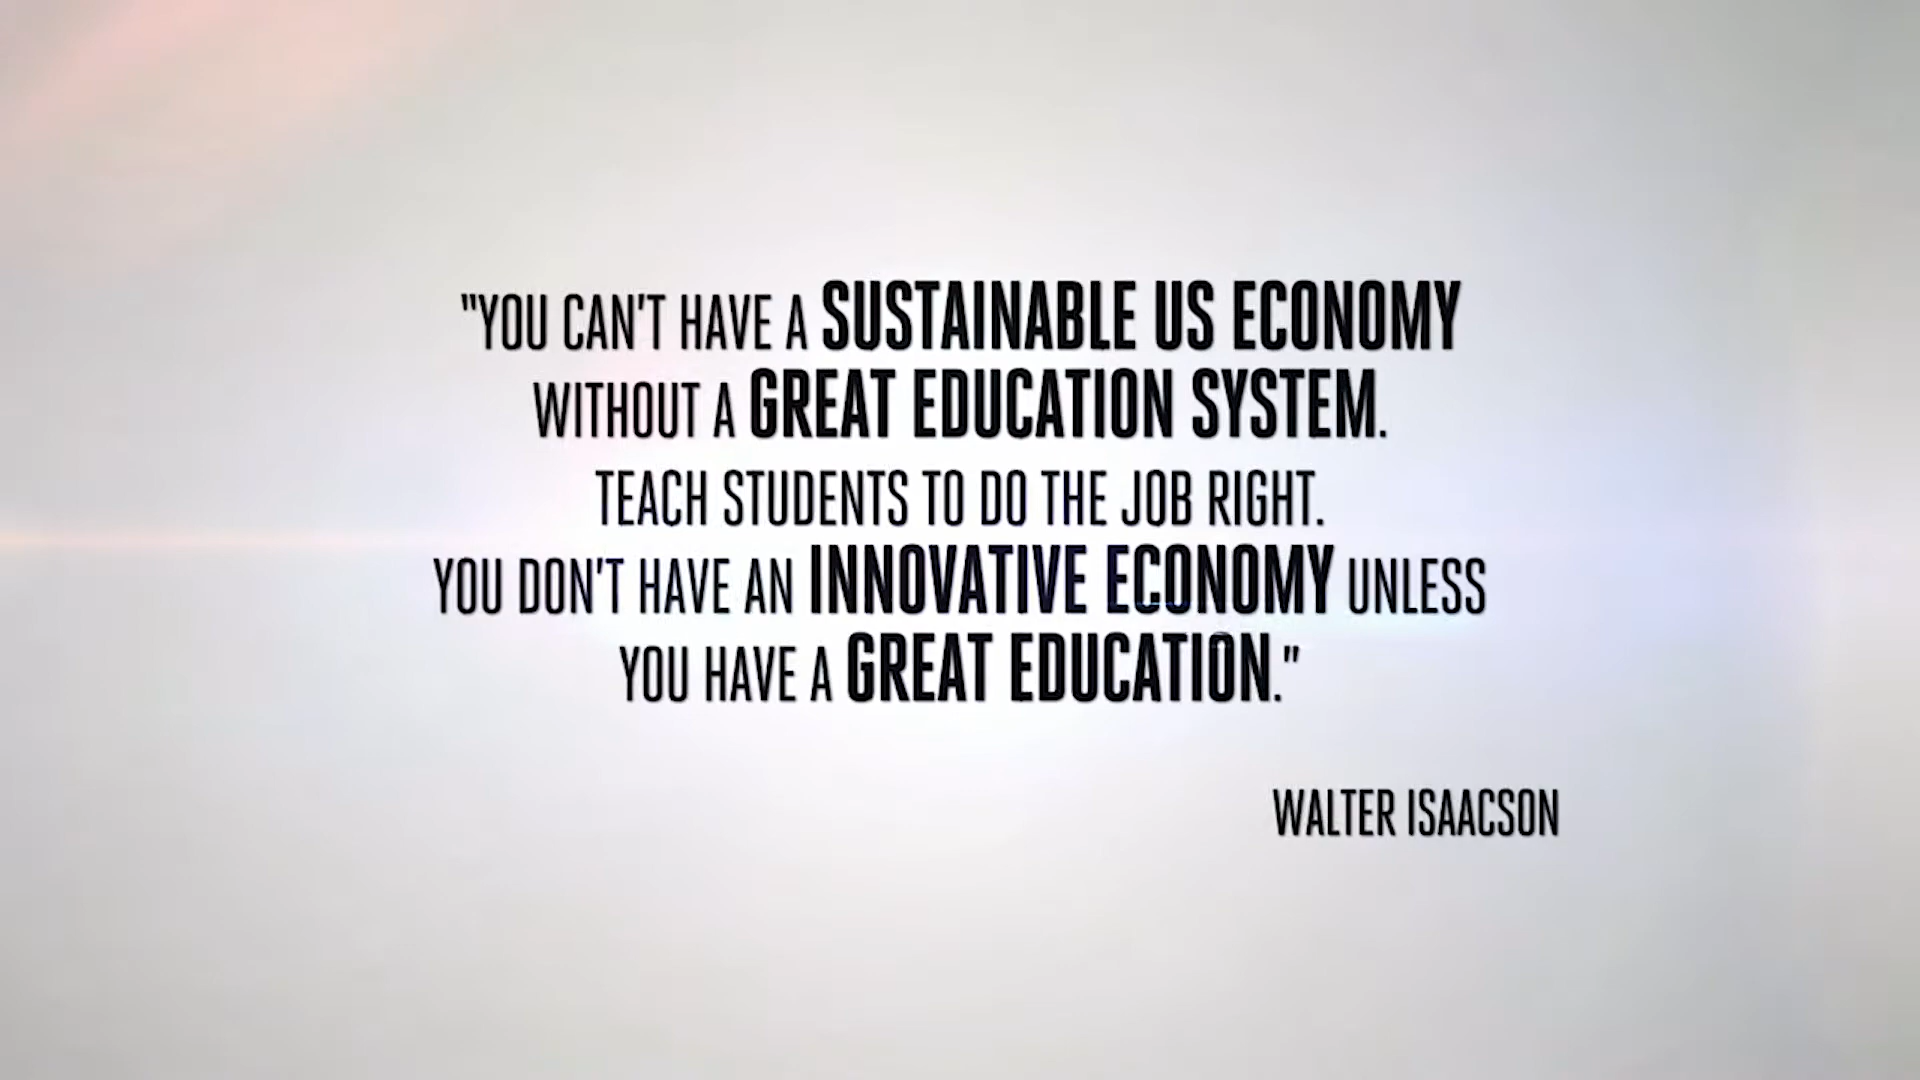 "YOU CAN'T HAVE A SUSTAINABLE US ECONOMY
WITHOUT A GREAT EDUCATION SYSTEM.
TEACH STUDENTS TO DO THE JOB RIGHT.
YOU DON'T HAVE AN INNOVATIVE ECONOMY UNLESS
YOU HAVE A GREAT EDUCATION."
WALTER ISAACSON